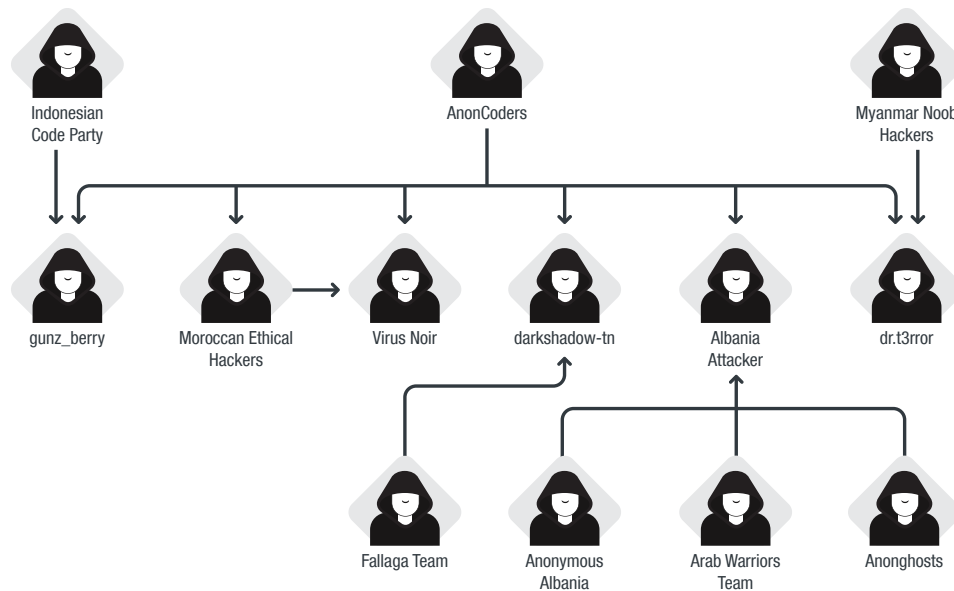 Indonesian
Code Party
AnonCoders
Myanmar Noob
Hackers
gunz_berry
Moroccan Ethical
Hackers
Virus Noir
darkshadow-tn
Albania
Attacker
dr.t3rror
Fallaga Team
Anonymous
Albania
Arab Warriors
Team
Anonghosts